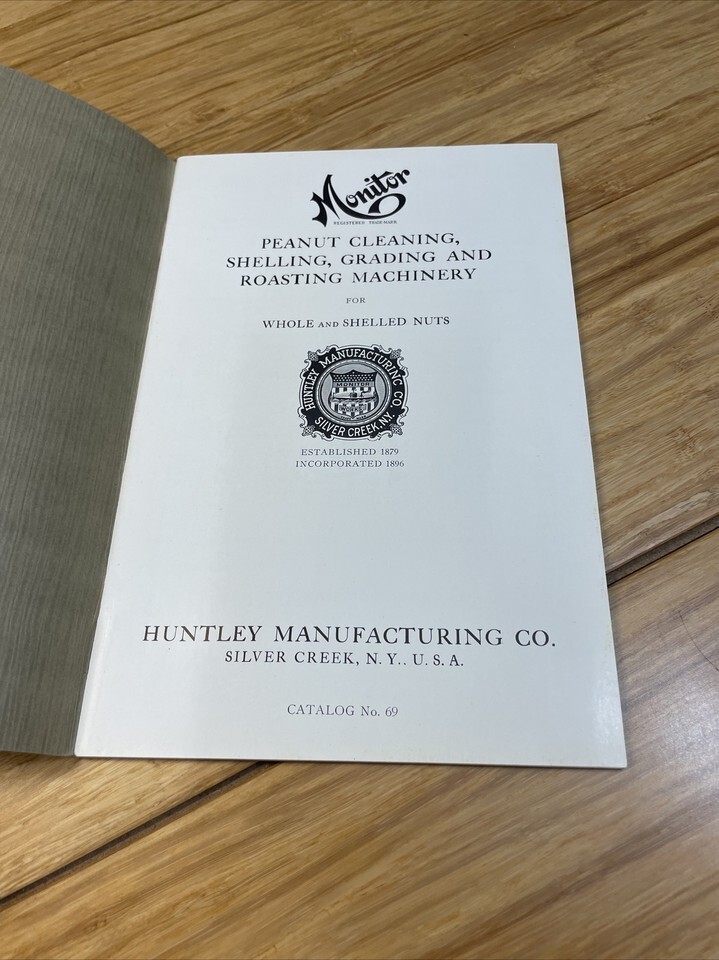 Monitor
REGISTERED TRADEMARK
PEANUT CLEANING,
SHELLING, GRADING AND
ROASTING MACHINERY
FOR
WHOLE AND SHELLED NUTS
HUNTLEY MANUFACTURING CO.
MONITOR
SILVER CREEK, N.Y.
ESTABLISHED 1879
INCORPORATED 1896
HUNTLEY MANUFACTURING CO.
SILVER CREEK, N. Y., U. S. A.
CATALOG No. 69